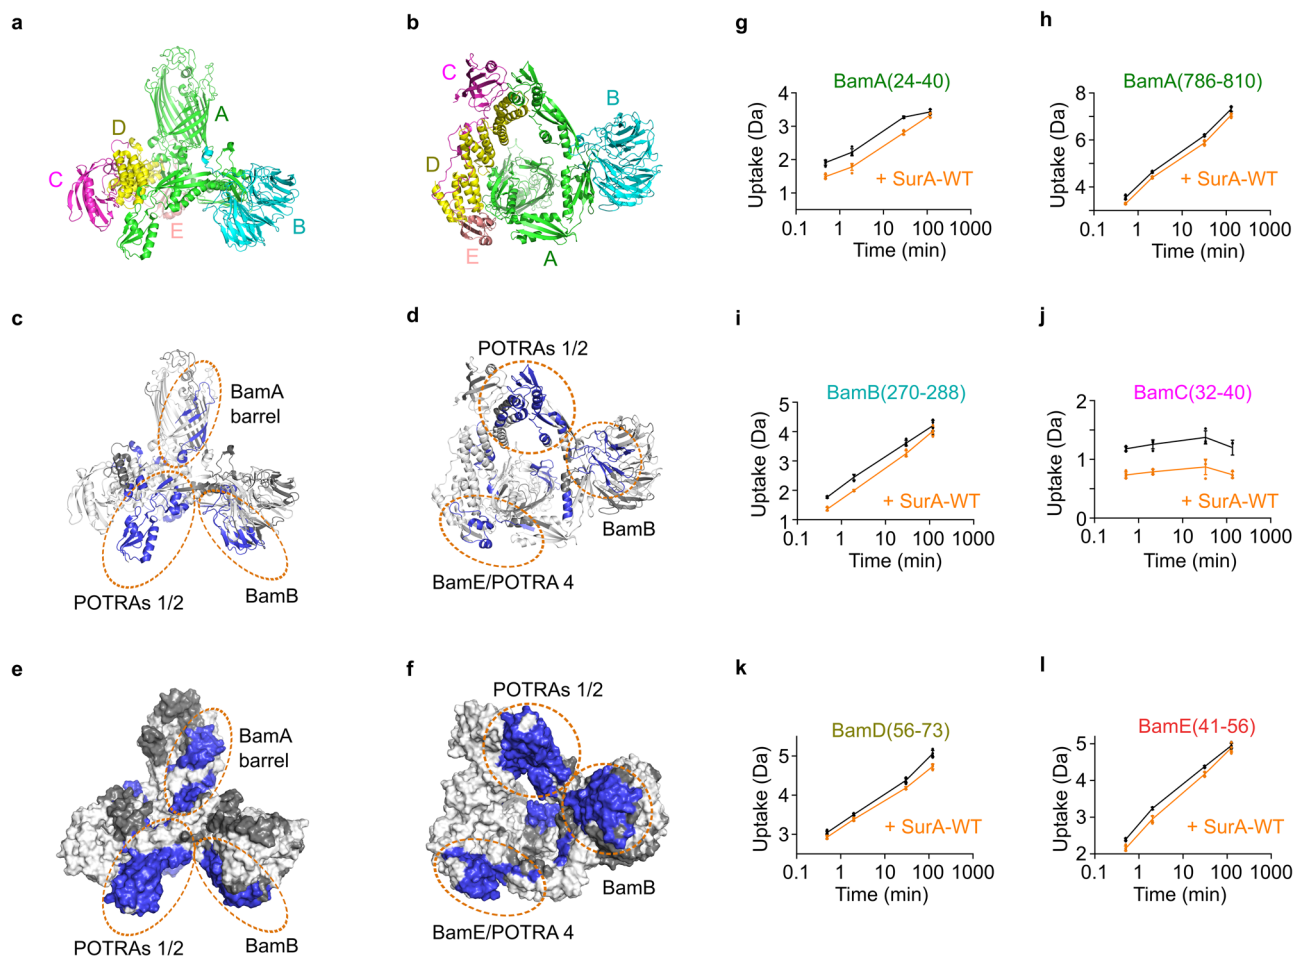 a
A
D
C
E
B
b
C
B
D
E
A
g
BamA(24-40)
Uptake (Da)
4
3
2
1
+ SurA-WT
0.1 1 10 100 1000
Time (min)
h
BamA(786-810)
Uptake (Da)
8
6
4
+ SurA-WT
0.1 1 10 100 1000
Time (min)
c
BamA
barrel
POTRAs 1/2
BamB
d
POTRAs 1/2
BamB
BamE/POTRA 4
i
BamB(270-288)
Uptake (Da)
5
4
3
2
1
+ SurA-WT
0.1 1 10 100 1000
Time (min)
j
BamC(32-40)
Uptake (Da)
2
1
0
+ SurA-WT
0.1 1 10 100 1000
Time (min)
e
BamA
barrel
POTRAs 1/2
BamB
f
POTRAs 1/2
BamB
BamE/POTRA 4
k
BamD(56-73)
Uptake (Da)
5
4
3
+ SurA-WT
0.1 1 10 100 1000
Time (min)
l
BamE(41-56)
Uptake (Da)
5
4
3
2
+ SurA-WT
0.1 1 10 100 1000
Time (min)